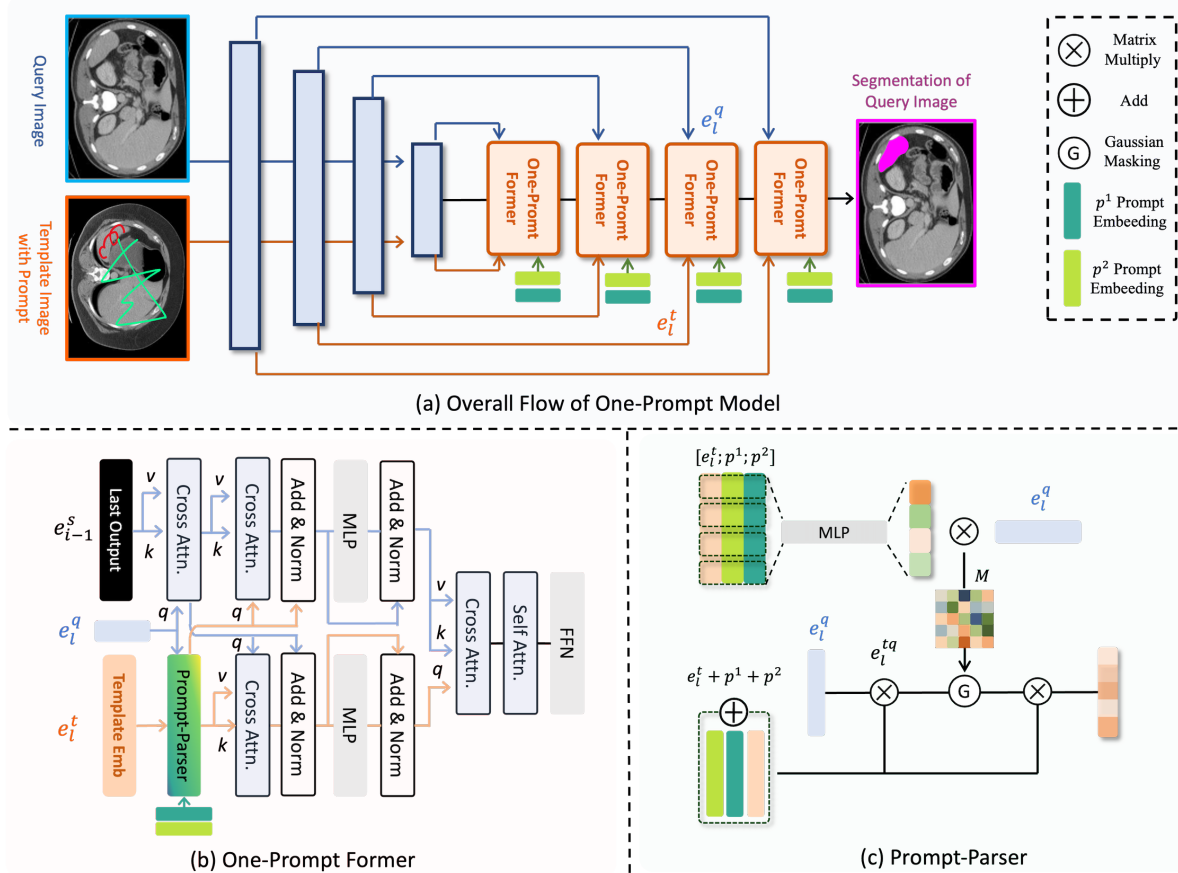 Query Image
Template Image
with Prompt
e_l^q
e_l^t
One-Promt
Former
One-Promt
Former
One-Promt
Former
One-Promt
Former
Segmentation of
Query Image
Matrix
Multiply
Add
G
Gaussian
Masking
p^1 Prompt
Embeeding
p^2 Prompt
Embeeding
(a) Overall Flow of One-Prompt Model
e_{i-1}^s
Last Output
v
k
Cross Attn.
v
k
Cross Attn.
Add & Norm
MLP
Add & Norm
q
q
e_l^q
q
q
e_l^t
Template Emb
Prompt-Parser
v
k
Cross Attn.
Add & Norm
MLP
Add & Norm
v
k
q
Cross Attn.
Self Attn.
FFN
(b) One-Prompt Former
[e_l^t; p^1; p^2]
MLP
e_l^q
M
e_l^q
e_l^{tq}
G
e_l^t + p^1 + p^2
(c) Prompt-Parser